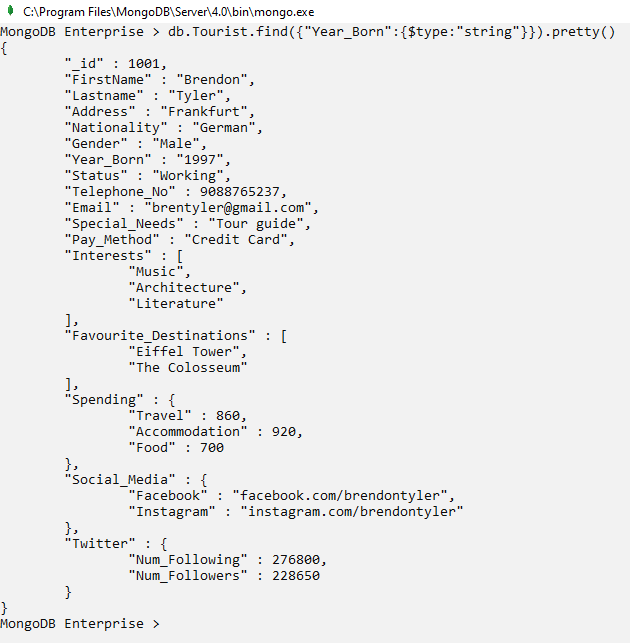 C:\Program Files\MongoDB\Server\4.0\bin\mongo.exe
MongoDB Enterprise > db.Tourist.find({"Year_Born":{$type:"string"}}).pretty()
{
        "_id" : 1001,
        "FirstName" : "Brendon",
        "Lastname" : "Tyler",
        "Address" : "Frankfurt",
        "Nationality" : "German",
        "Gender" : "Male",
        "Year_Born" : "1997",
        "Status" : "Working",
        "Telephone_No" : 9088765237,
        "Email" : "brentyler@gmail.com",
        "Special_Needs" : "Tour guide",
        "Pay_Method" : "Credit Card",
        "Interests" : [
                "Music",
                "Architecture",
                "Literature"
        ],
        "Favourite_Destinations" : [
                "Eiffel Tower",
                "The Colosseum"
        ],
        "Spending" : {
                "Travel" : 860,
                "Accommodation" : 920,
                "Food" : 700
        },
        "Social_Media" : {
                "Facebook" : "facebook.com/brendontyler",
                "Instagram" : "instagram.com/brendontyler"
        },
        "Twitter" : {
                "Num_Following" : 276800,
                "Num_Followers" : 228650
        }
}
MongoDB Enterprise >